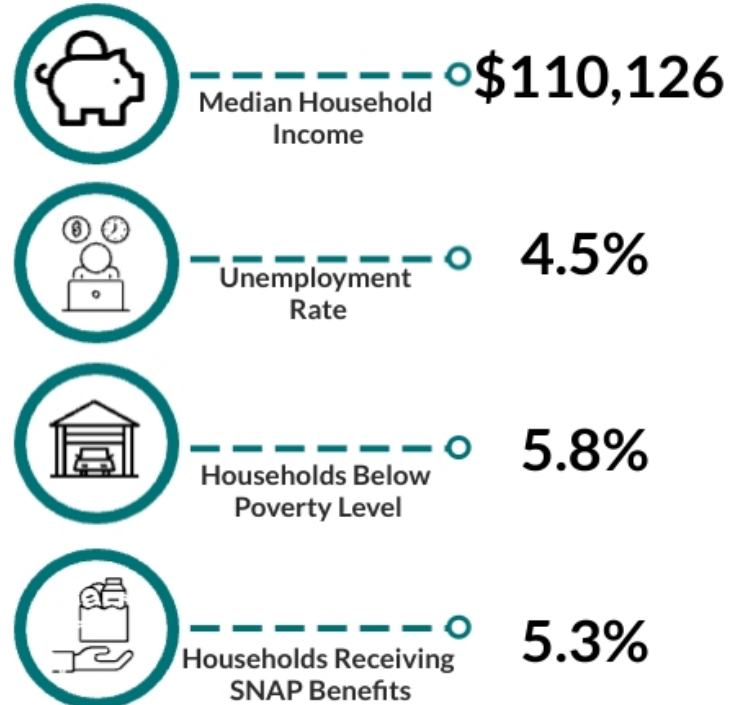 $110,126
Median Household
Income
4.5%
Unemployment
Rate
5.8%
Households Below
Poverty Level
5.3%
Households Receiving
SNAP Benefits